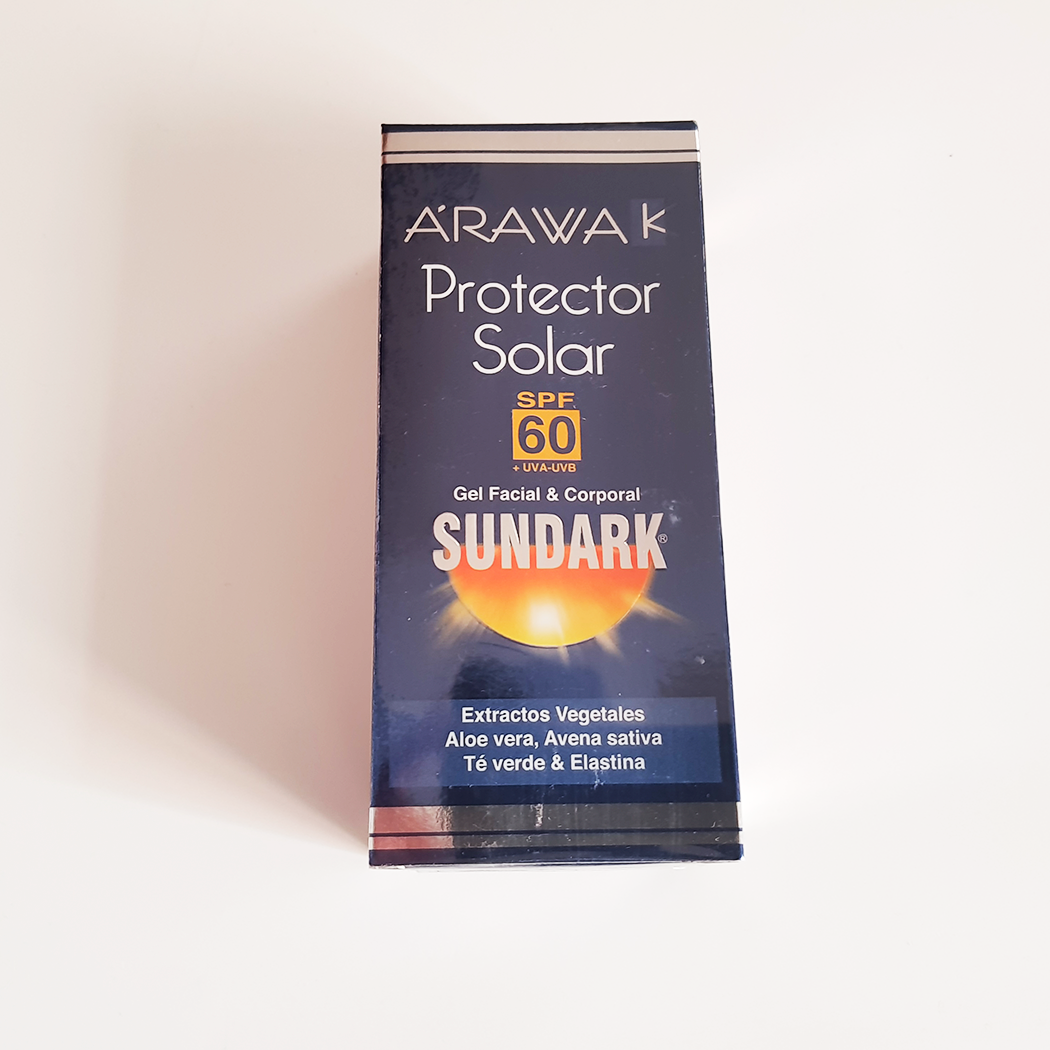 A'RAWAK
Protector
Solar
SPF
60
+ UVA-UVB
Gel Facial & Corporal
SUNDARK®
Extractos Vegetales
Aloe vera, Avena sativa
Té verde & Elastina